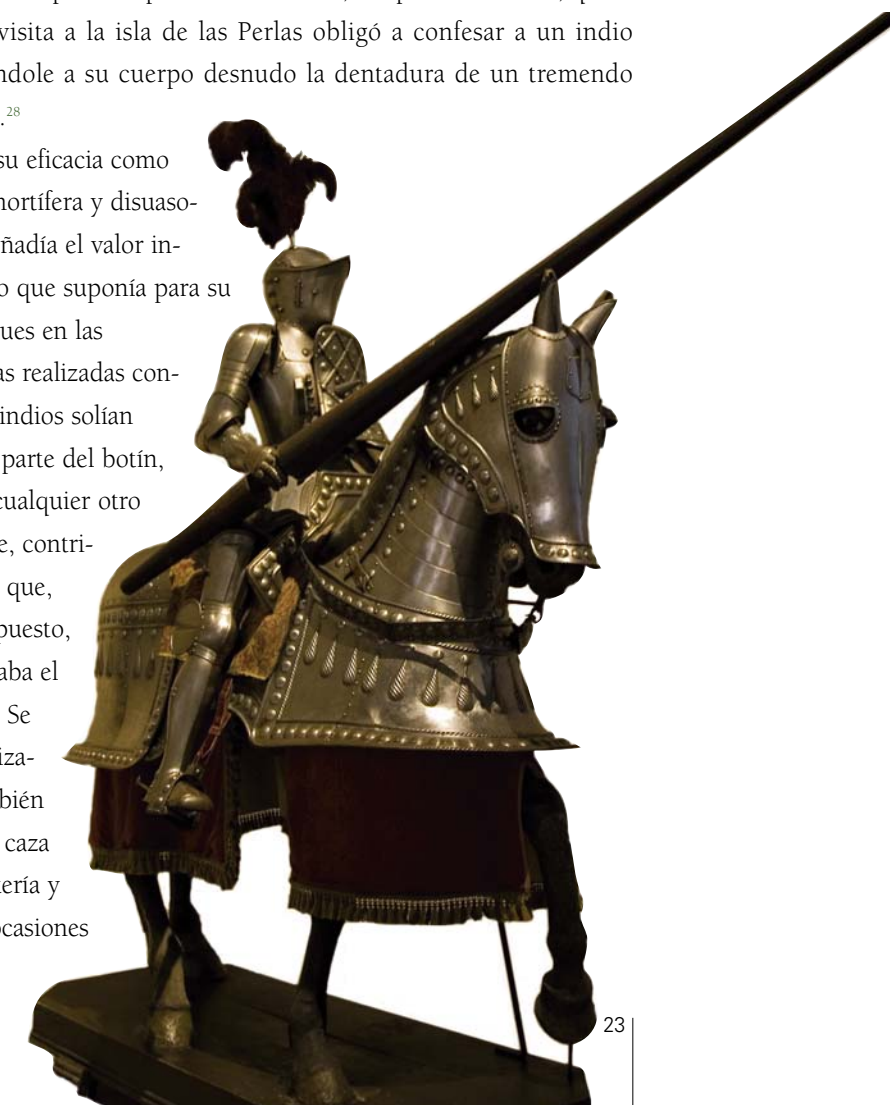 visita a la isla de las Perlas obligó a confesar a un indio
ndole a su cuerpo desnudo la dentadura de un tremendo
.28
su eficacia como
nortífera y disuaso-
ñadía el valor in-
o que suponía para su
ues en las
as realizadas con-
indios solían
parte del botín,
cualquier otro
e, contri-
que,
puesto,
aba el
Se
iza-
bién
caza
ería y
ocasiones
23